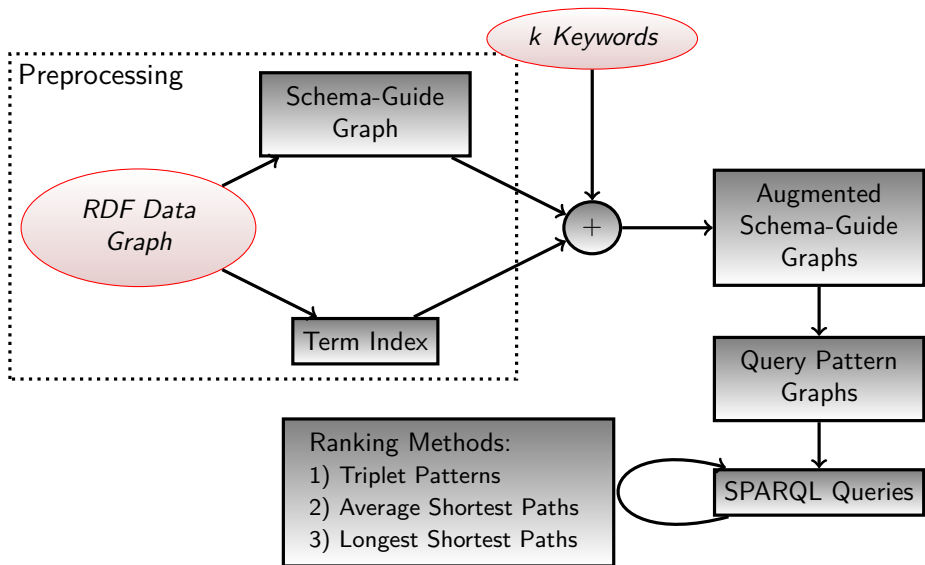 k Keywords
Preprocessing
Schema-Guide
Graph
RDF Data
Graph
+
Augmented
Schema-Guide
Graphs
Term Index
Query Pattern
Graphs
Ranking Methods:
1) Triplet Patterns
2) Average Shortest Paths
3) Longest Shortest Paths
SPARQL Queries